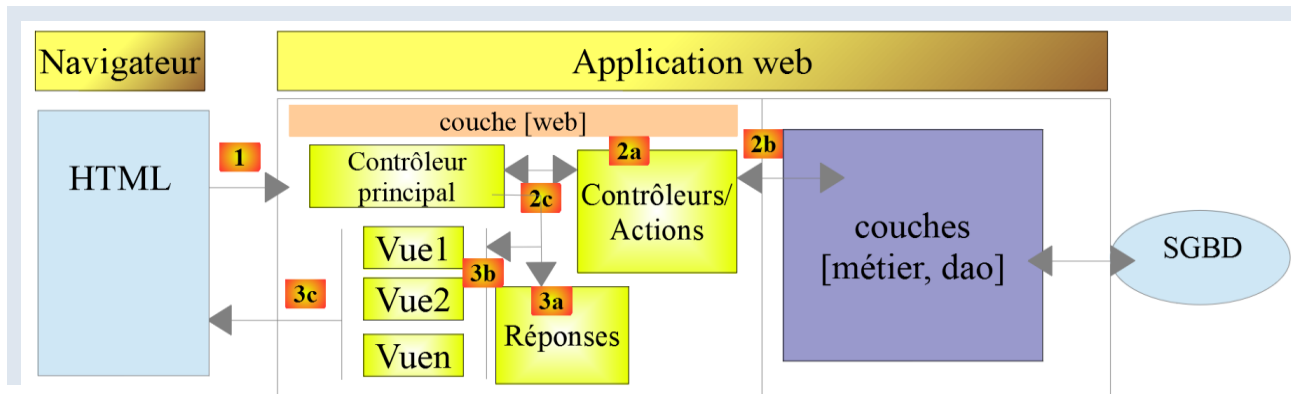 Navigateur
Application web
couche [web]
1
HTML
Contrôleur
principal
2a
2b
Contrôleurs/
Actions
2c
couches
[métier, dao]
SGBD
Vue1
3b
3c
Vue2
3a
Réponses
Vuen